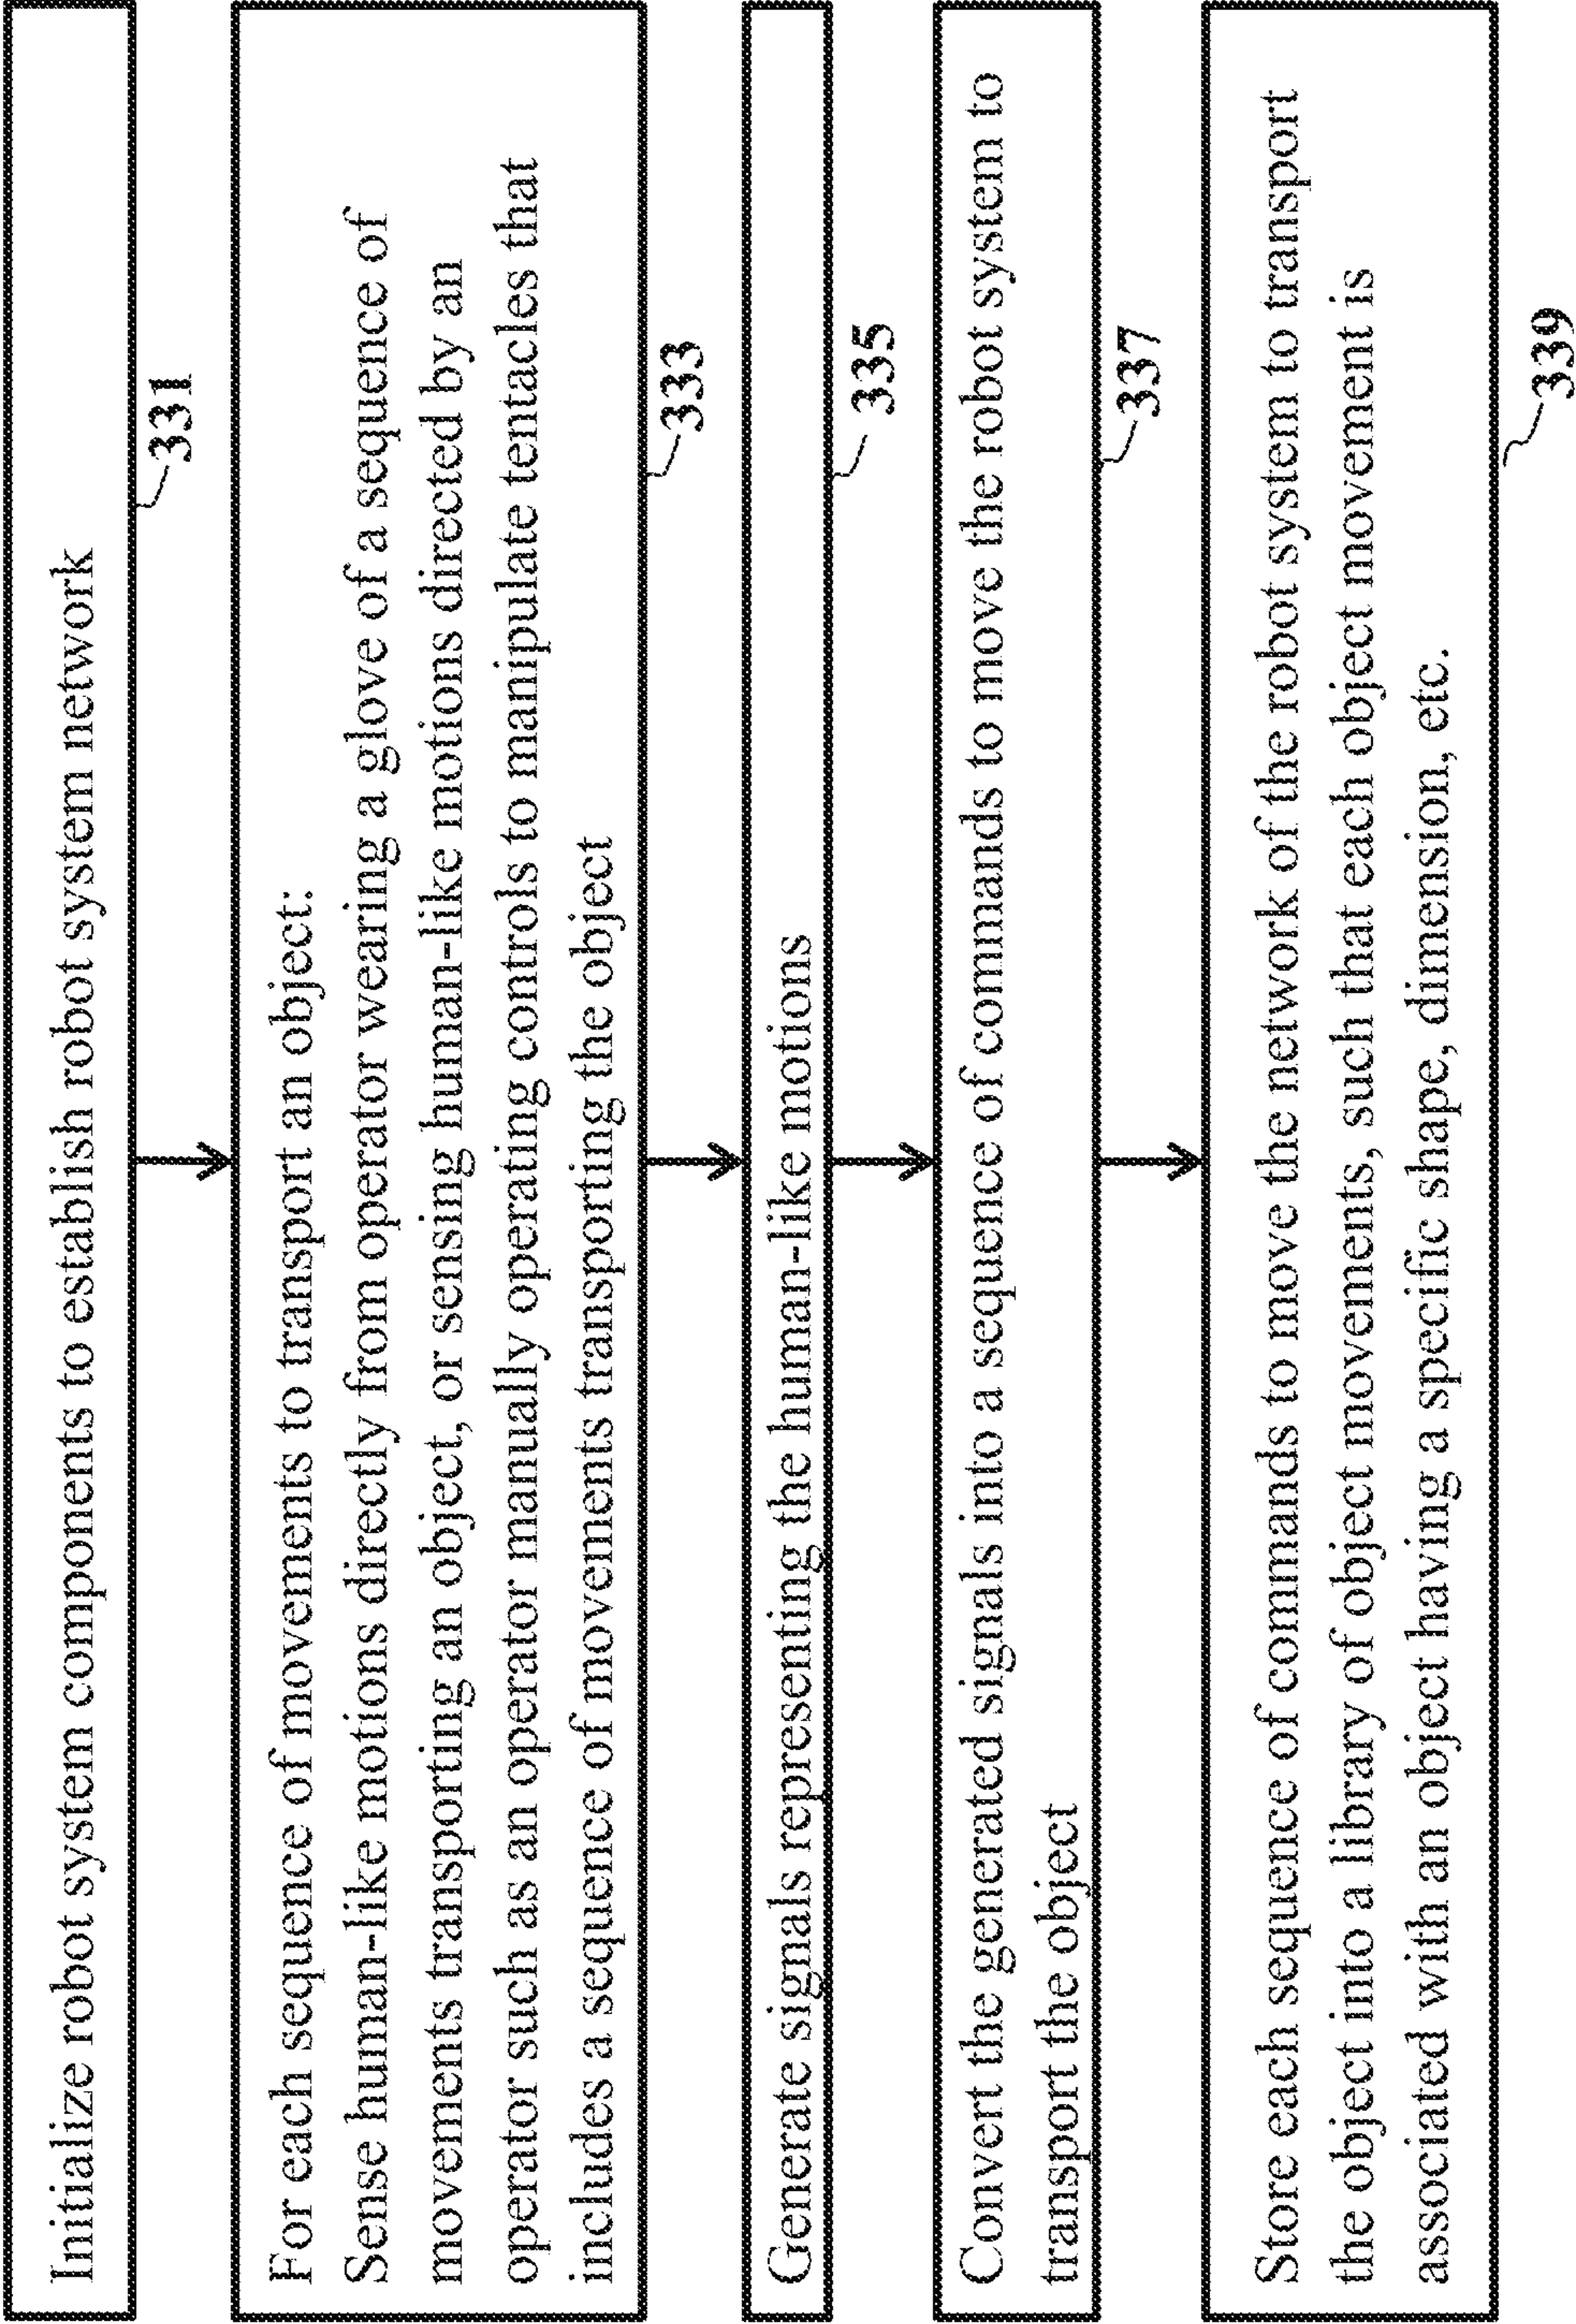 Initialize robot system components to establish robot system network
331
For each sequence of movements to transport an object:
Sense human-like motions directly from operator wearing a glove of a sequence of
movements transporting an object, or sensing human-like motions directed by an
operator such as an operator manually operating controls to manipulate tentacles that
includes a sequence of movements transporting the object
333
Generate signals representing the human-like motions
335
Convert the generated signals into a sequence of commands to move the robot system to
transport the object
337
Store each sequence of commands to move the network of the robot system to transport
the object into a library of object movements, such that each object movement is
associated with an object having a specific shape, dimension, etc.
339